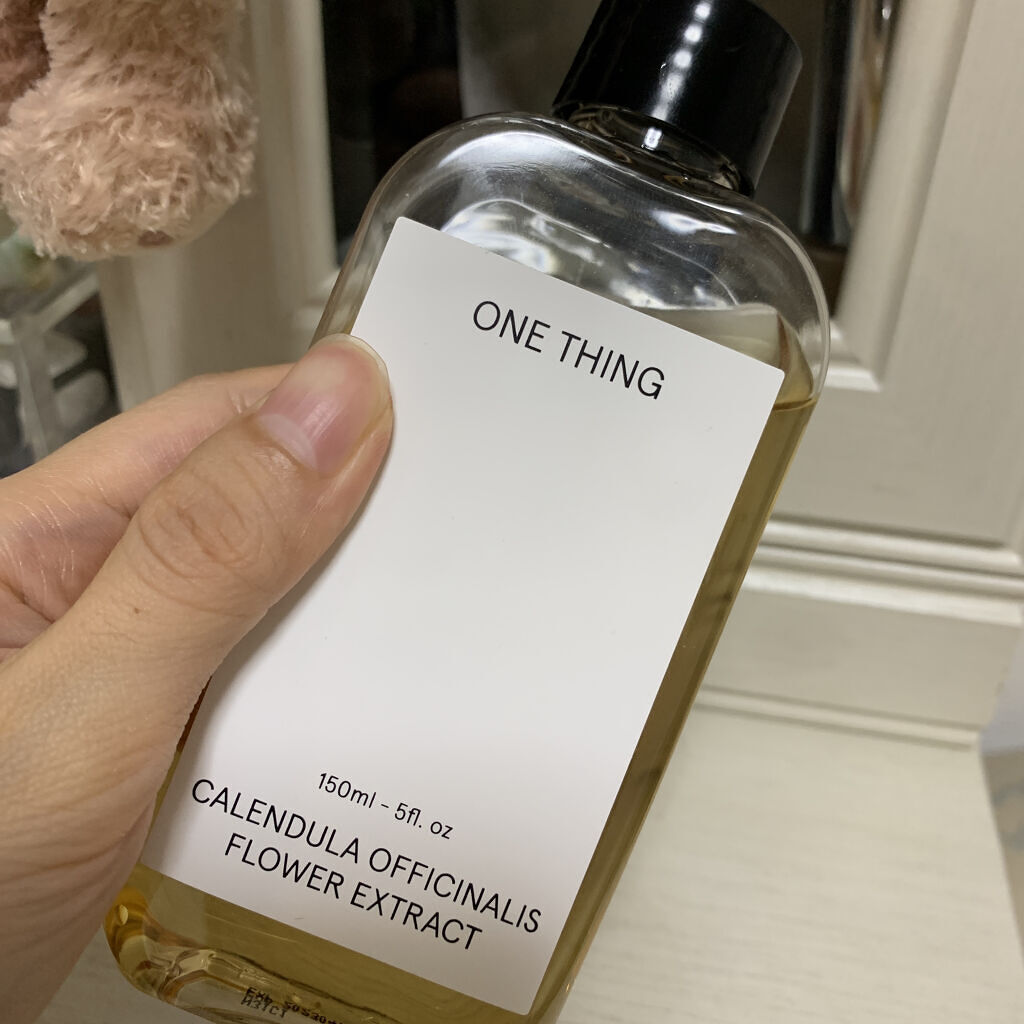 ONE THING
150ml - 5fl. oz
CALENDULA OFFICINALIS
FLOWER EXTRACT